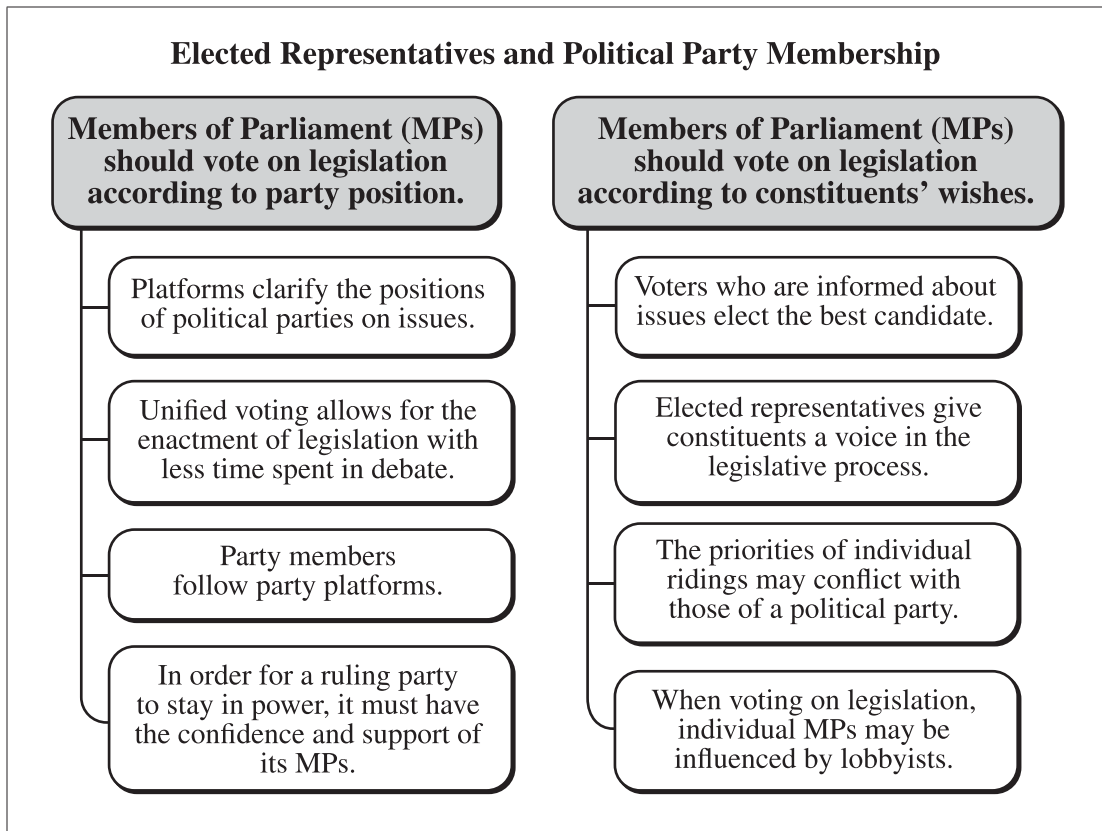 Elected Representatives and Political Party Membership
Members of Parliament (MPs)
should vote on legislation
according to party position.
Platforms clarify the positions
of political parties on issues.
Unified voting allows for the
enactment of legislation with
less time spent in debate.
Party members
follow party platforms.
In order for a ruling party
to stay in power, it must have
the confidence and support of
its MPs.
Members of Parliament (MPs)
should vote on legislation
according to constituents’ wishes.
Voters who are informed about
issues elect the best candidate.
Elected representatives give
constituents a voice in the
legislative process.
The priorities of individual
ridings may conflict with
those of a political party.
When voting on legislation,
individual MPs may be
influenced by lobbyists.